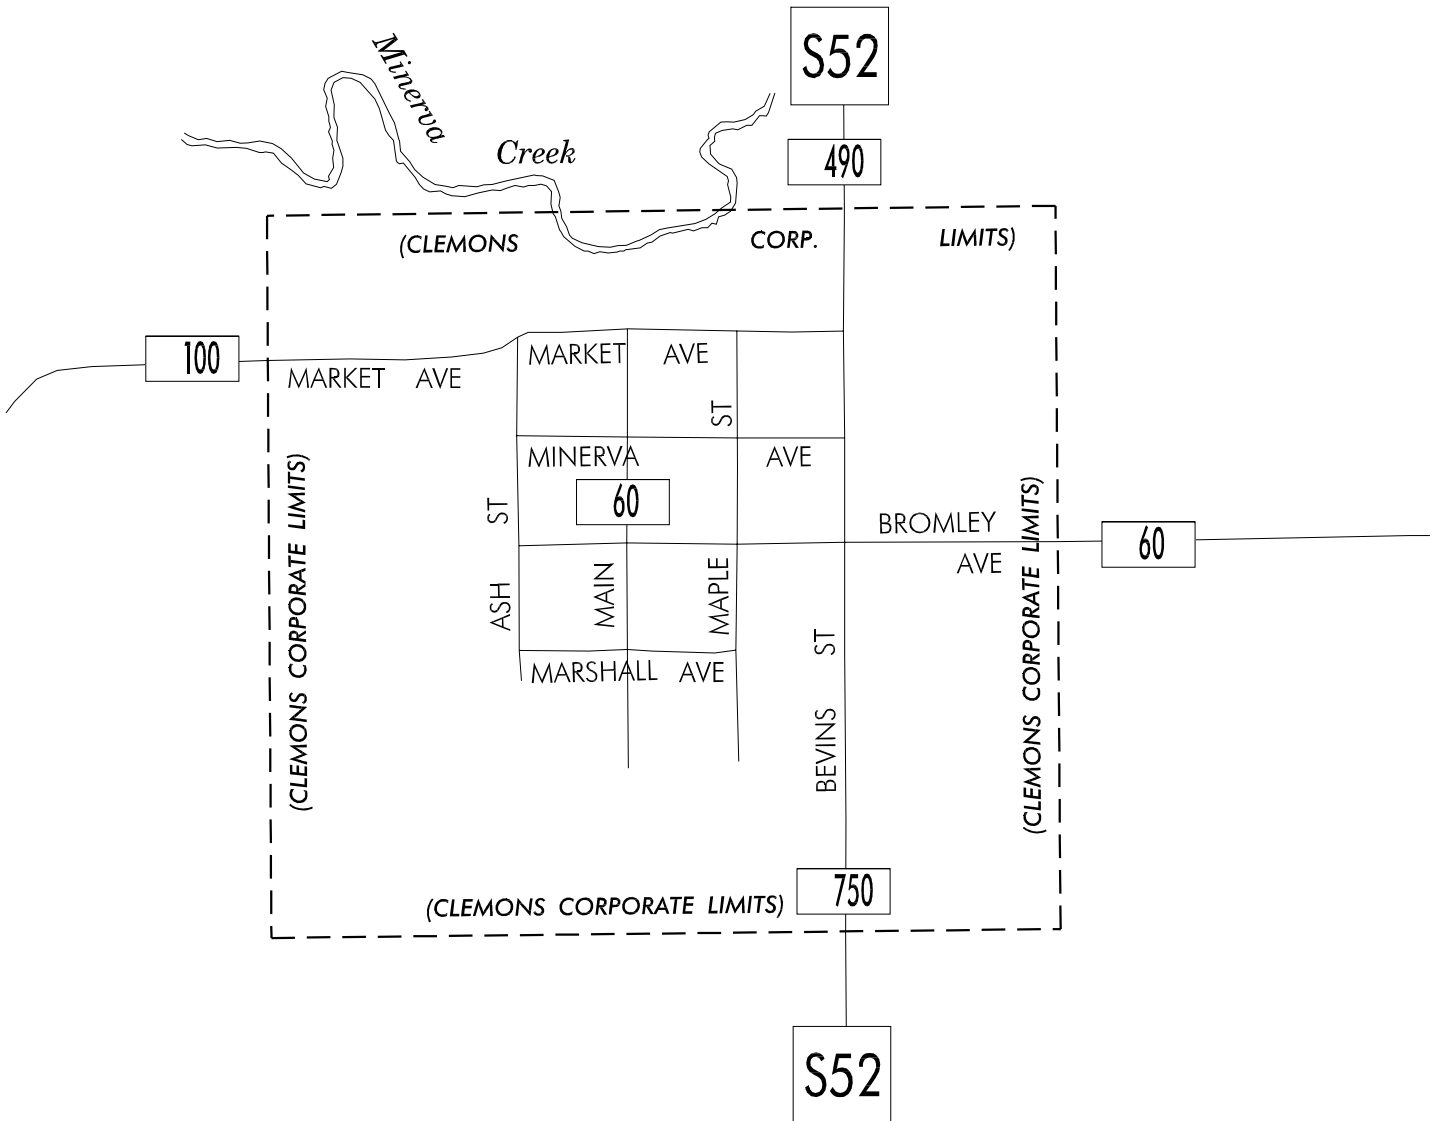 S52
Minerva
Creek
490
(CLEMONS CORP. LIMITS)
100
MARKET AVE
MARKET AVE
ST
MINERVA AVE
60
ST
BROMLEY
AVE
60
ASH
MAIN
MAPLE
ST
MARSHALL AVE
BEVINS
(CLEMONS CORPORATE LIMITS)
(CLEMONS CORPORATE LIMITS)
750
(CLEMONS CORPORATE LIMITS)
S52